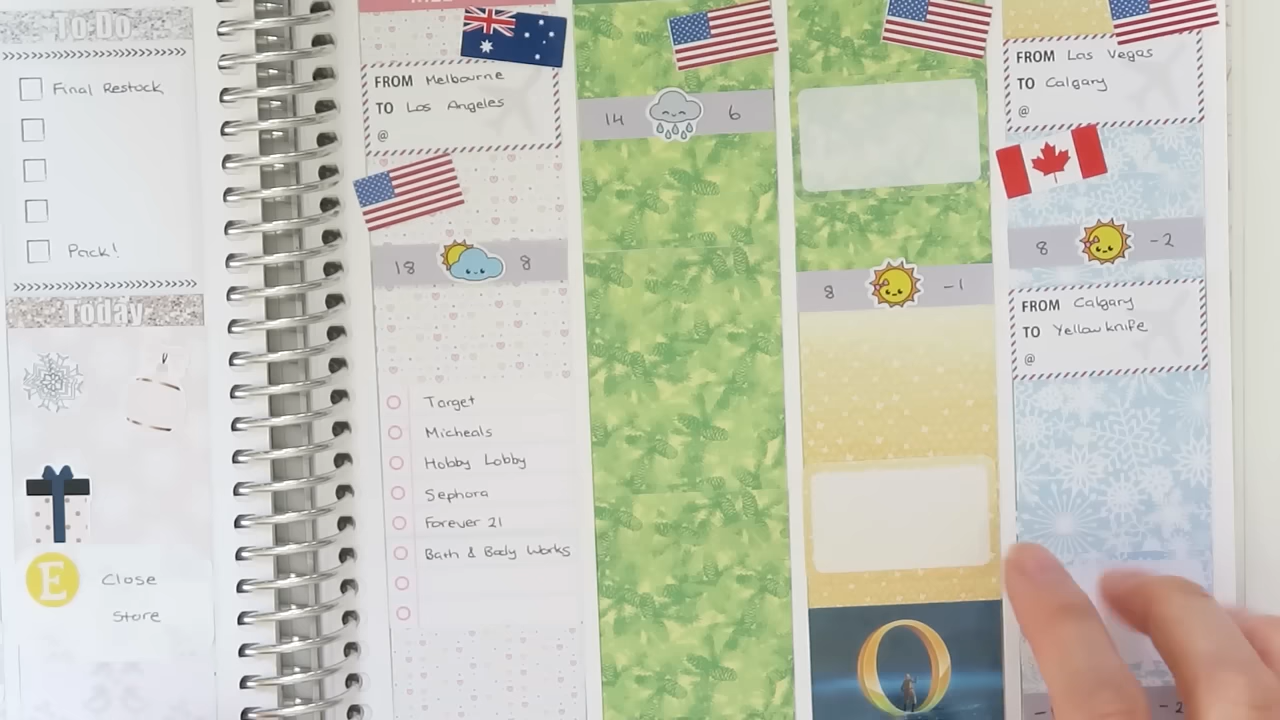 To Do
Final Restock
Pack!
Today
E
Close
Store
FROM Melbourne
TO Los Angeles
@
18 8
Target
Micheals
Hobby Lobby
Sephora
Forever 21
Bath & Body Works
14 6
8 -1
O
FROM Las Vegas
TO Calgary
@
8 -2
FROM Calgary
TO Yellowknife
@